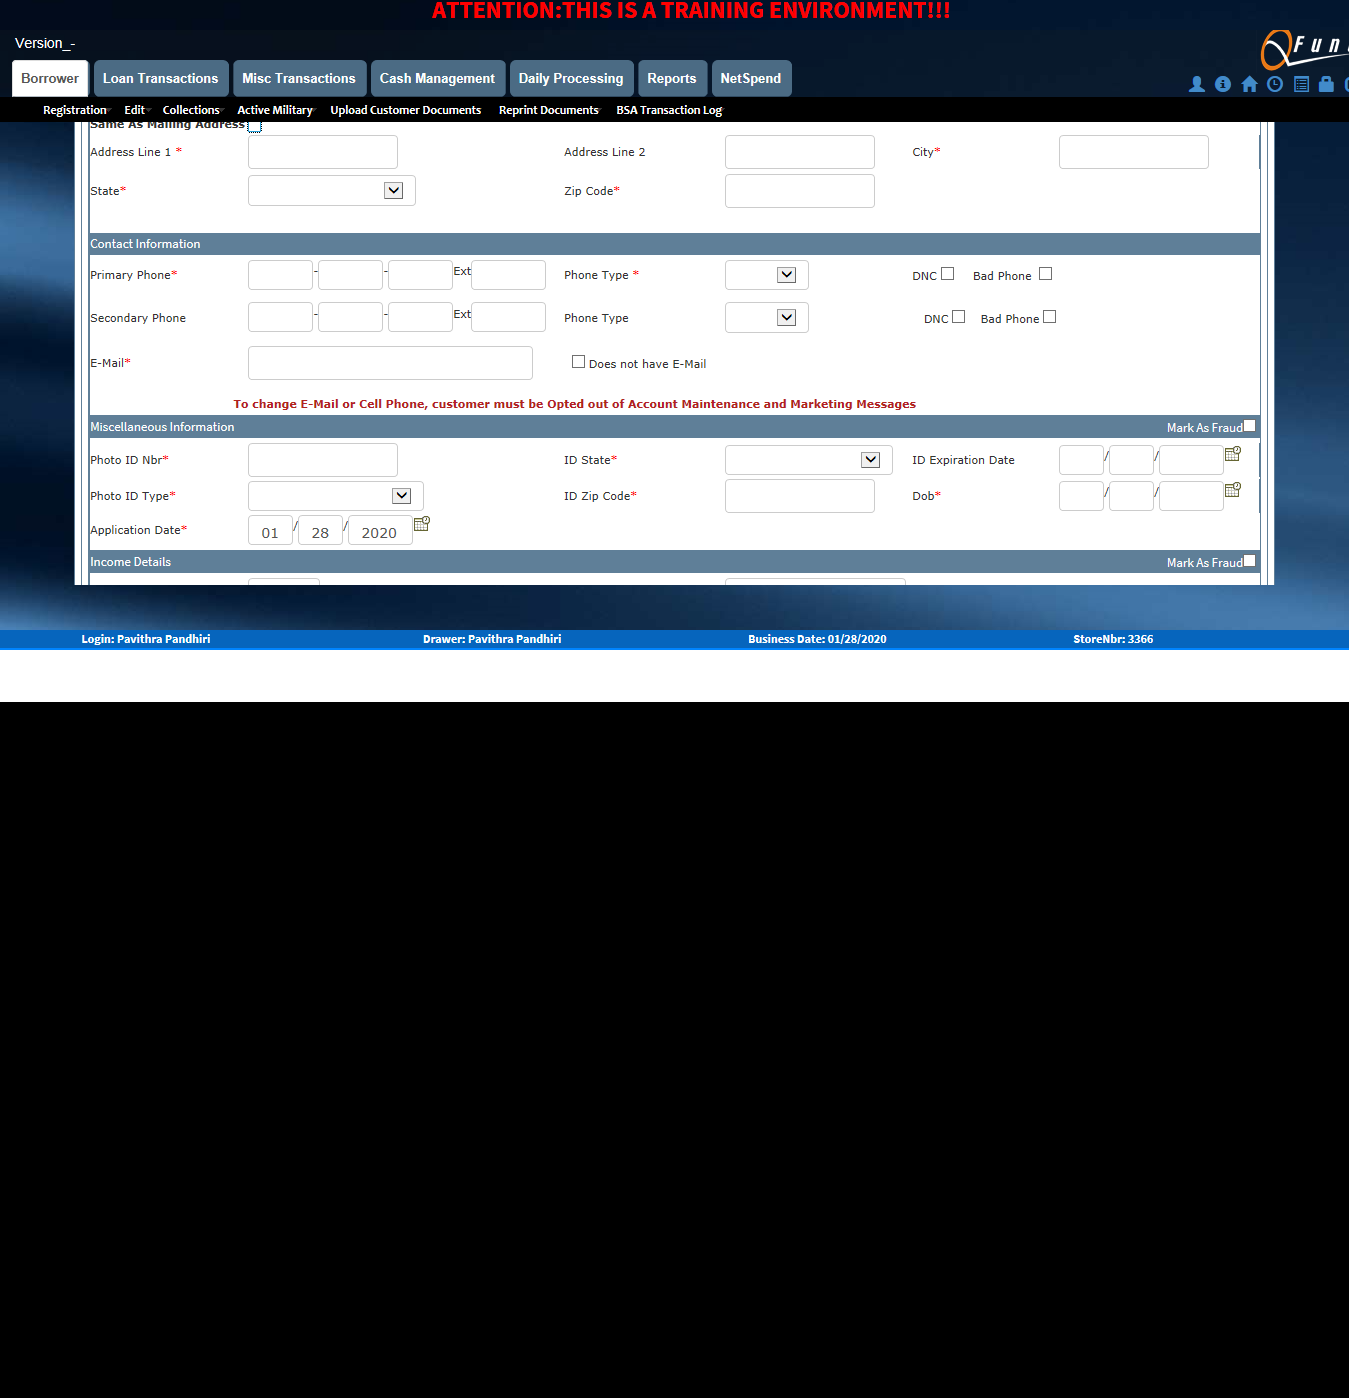 ATTENTION:THIS IS A TRAINING ENVIRONMENT!!!
Version_-
Borrower Loan Transactions Misc Transactions Cash Management Daily Processing Reports NetSpend
Registration Edit Collections Active Military Upload Customer Documents Reprint Documents BSA Transaction Log
Same As Mailing Address
Address Line 1 * Address Line 2 City*
State* Zip Code*
Contact Information
Primary Phone* - - Ext Phone Type * DNC Bad Phone
Secondary Phone - - Ext Phone Type DNC Bad Phone
E-Mail* Does not have E-Mail
To change E-Mail or Cell Phone, customer must be Opted out of Account Maintenance and Marketing Messages
Miscellaneous Information Mark As Fraud
Photo ID Nbr* ID State* ID Expiration Date / /
Photo ID Type* ID Zip Code* Dob* / /
Application Date* 01 / 28 / 2020
Income Details Mark As Fraud
Login: Pavithra Pandhiri Drawer: Pavithra Pandhiri Business Date: 01/28/2020 StoreNbr: 3366